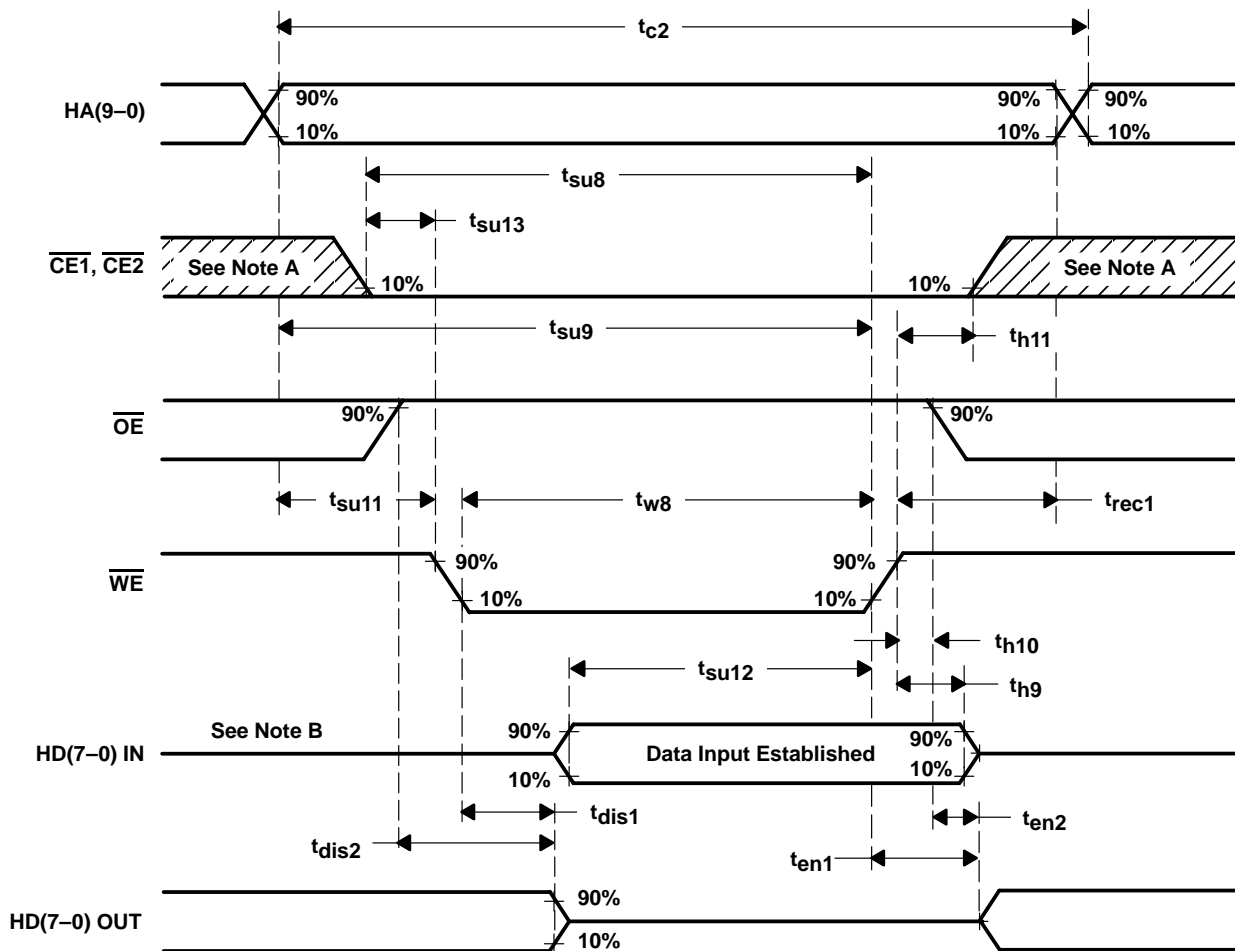 tc2
HA(9–0)
90%
10%
90%
10%
90%
10%
tsu8
tsu13
CE1, CE2
See Note A
10%
10%
See Note A
tsu9
th11
OE
90%
90%
tsu11
tw8
trec1
WE
90%
10%
90%
10%
th10
tsu12
th9
See Note B
HD(7–0) IN
90%
10%
Data Input Established
90%
10%
tdis1
ten2
tdis2
ten1
HD(7–0) OUT
90%
10%